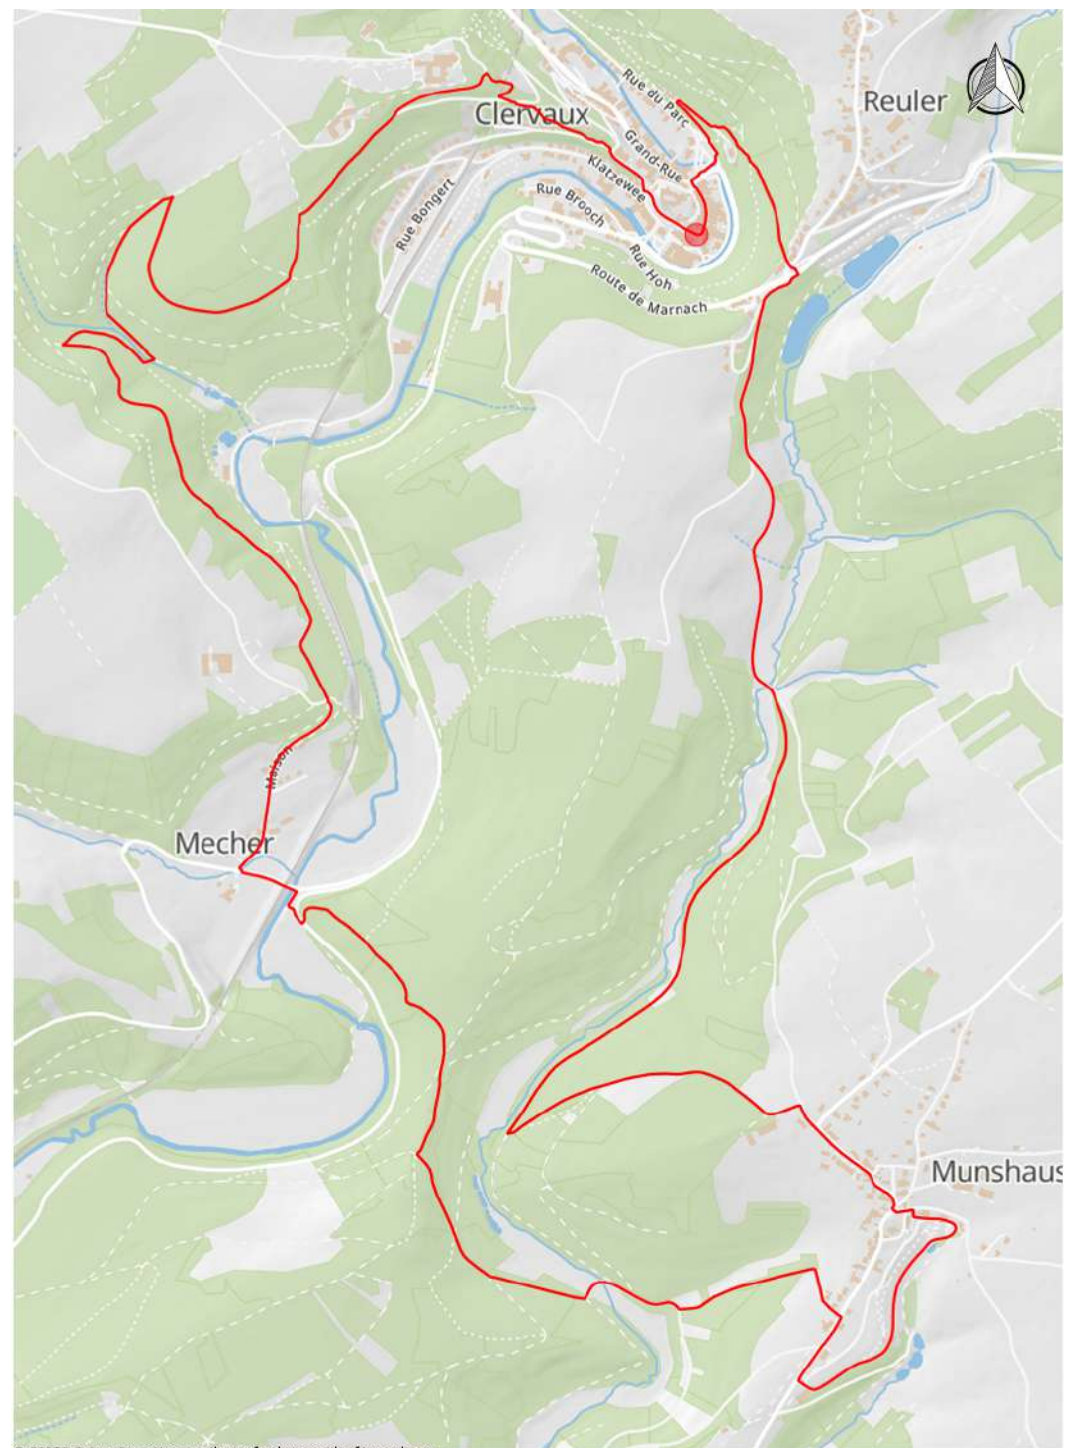 Reuler
Rue du Parc
Clervaux
Grand-Rue
Klatzewee
Rue Brooch
Rue Bongert
Rue Hoh
Route de Marnach
Maison
Mecher
Munshaus